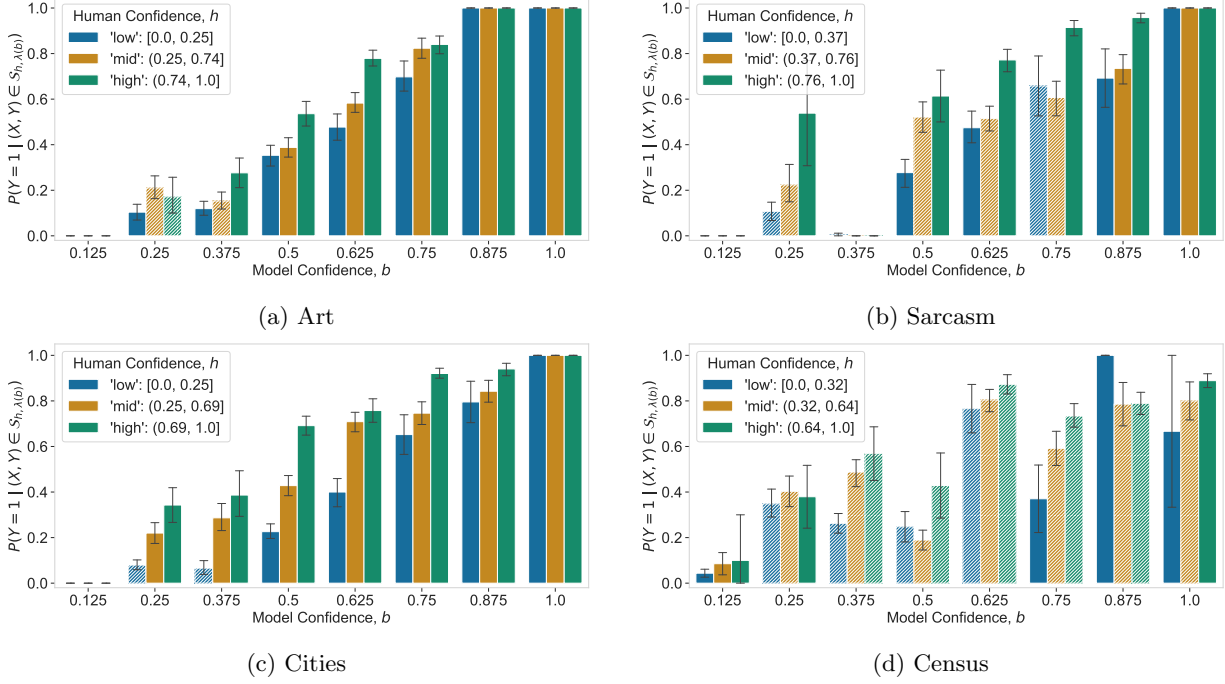 P(Y = 1 | (X, Y) ∈ S_{h, λ(b)})
1.0
0.8
0.6
0.4
0.2
0.0
Human Confidence, h
'low': [0.0, 0.25]
'mid': (0.25, 0.74]
'high': (0.74, 1.0]
0.125 0.25 0.375 0.5 0.625 0.75 0.875 1.0
Model Confidence, b
(a) Art
P(Y = 1 | (X, Y) ∈ S_{h, λ(b)})
1.0
0.8
0.6
0.4
0.2
0.0
Human Confidence, h
'low': [0.0, 0.37]
'mid': (0.37, 0.76]
'high': (0.76, 1.0]
0.125 0.25 0.375 0.5 0.625 0.75 0.875 1.0
Model Confidence, b
(b) Sarcasm
P(Y = 1 | (X, Y) ∈ S_{h, λ(b)})
1.0
0.8
0.6
0.4
0.2
0.0
Human Confidence, h
'low': [0.0, 0.25]
'mid': (0.25, 0.69]
'high': (0.69, 1.0]
0.125 0.25 0.375 0.5 0.625 0.75 0.875 1.0
Model Confidence, b
(c) Cities
P(Y = 1 | (X, Y) ∈ S_{h, λ(b)})
1.0
0.8
0.6
0.4
0.2
0.0
Human Confidence, h
'low': [0.0, 0.32]
'mid': (0.32, 0.64]
'high': (0.64, 1.0]
0.125 0.25 0.375 0.5 0.625 0.75 0.875 1.0
Model Confidence, b
(d) Census